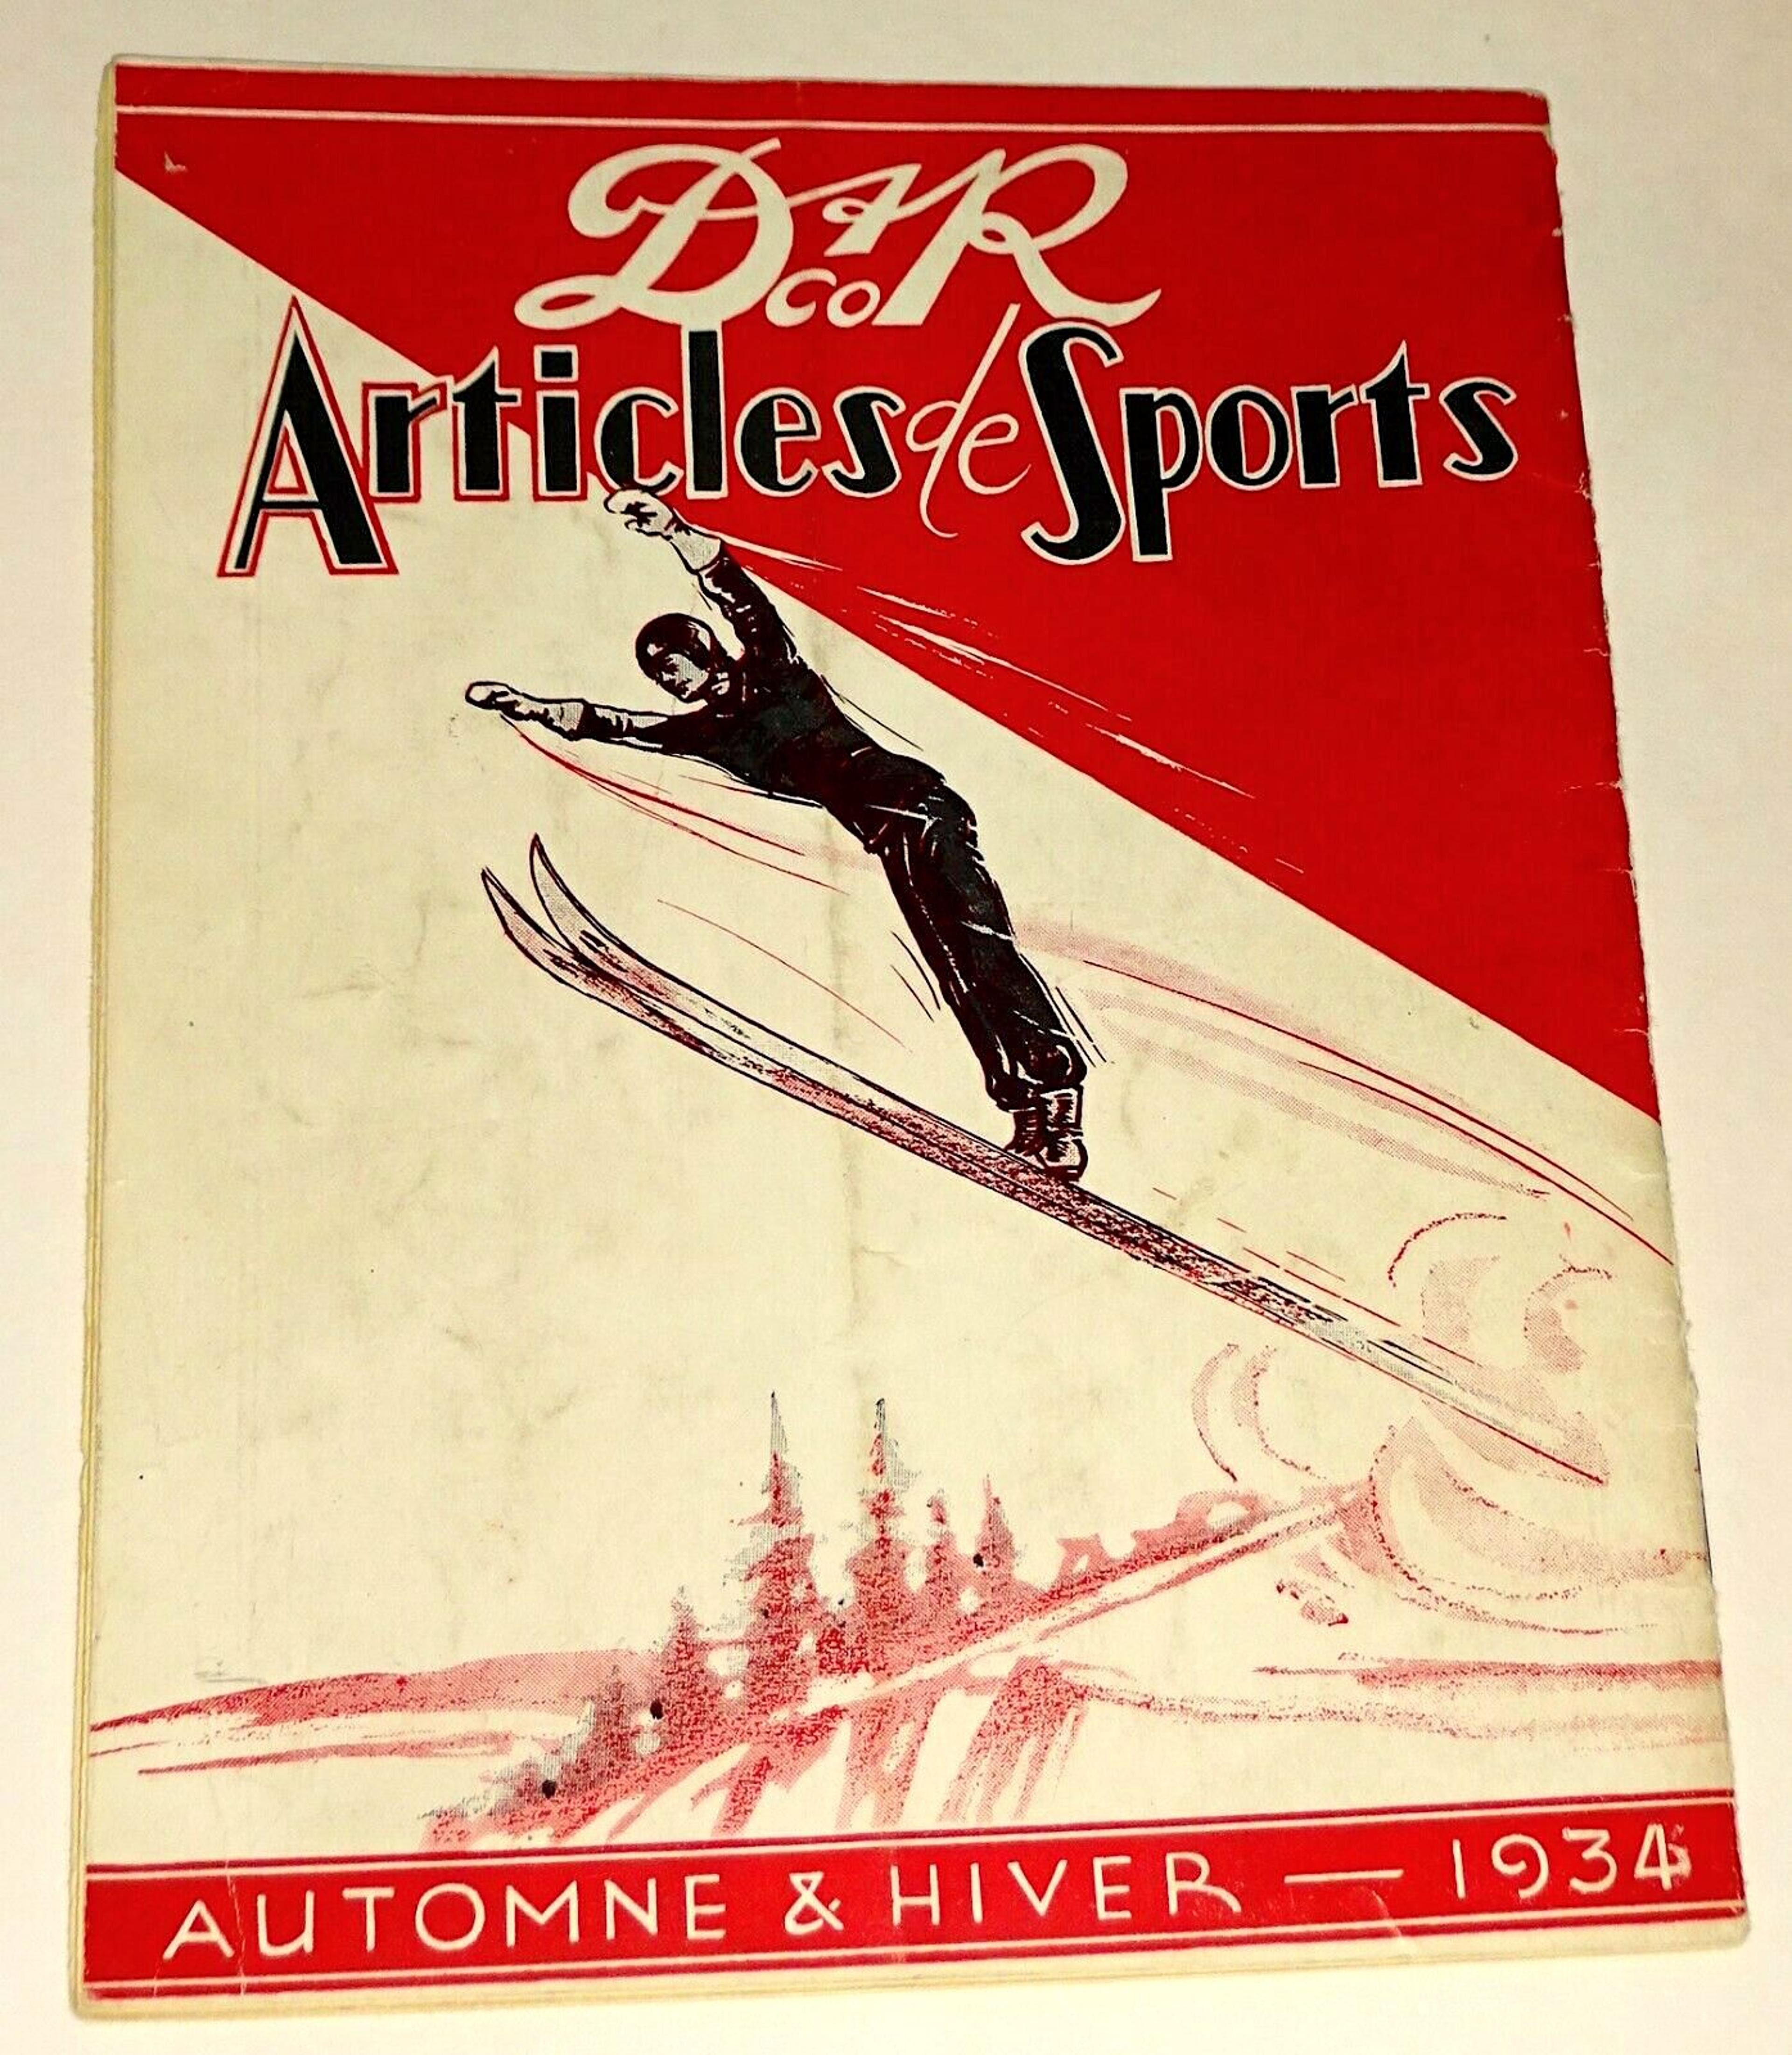 D & R
Co
Articles de Sports
AUTOMNE & HIVER — 1934